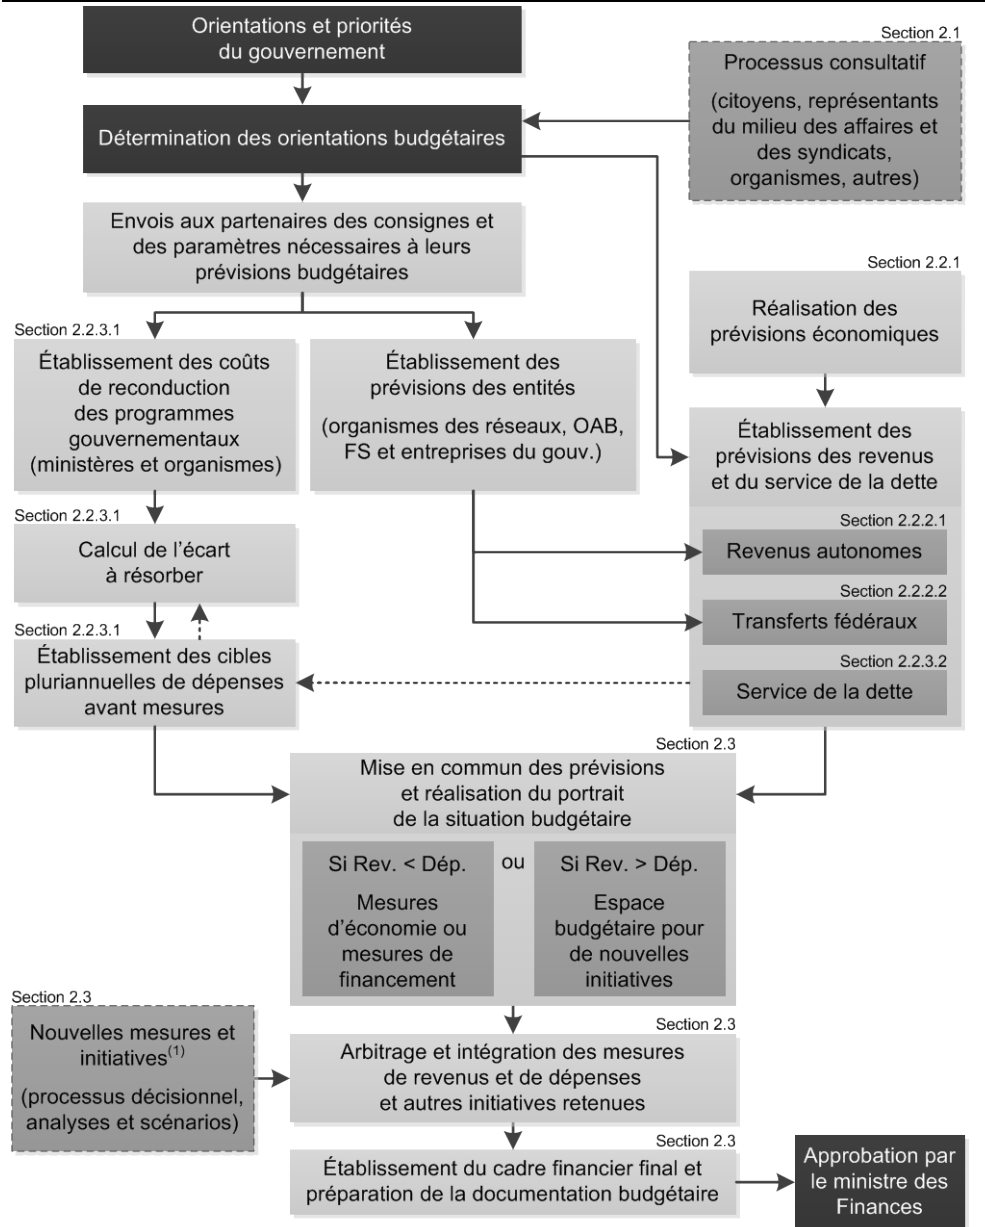 Orientations et priorités
du gouvernement
Section 2.1
Processus consultatif
(citoyens, représentants
du milieu des affaires et
des syndicats,
organismes, autres)
Détermination des orientations budgétaires
Envois aux partenaires des consignes et
des paramètres nécessaires à leurs
prévisions budgétaires
Section 2.2.1
Réalisation des
prévisions économiques
Section 2.2.3.1
Établissement des coûts
de reconduction
des programmes
gouvernementaux
(ministères et organismes)
Établissement des
prévisions des entités
(organismes des réseaux, OAB,
FS et entreprises du gouv.)
Établissement des
prévisions des revenus
et du service de la dette
Section 2.2.2.1
Revenus autonomes
Section 2.2.2.2
Transferts fédéraux
Section 2.2.3.2
Service de la dette
Section 2.2.3.1
Calcul de l'écart
à résorber
Section 2.2.3.1
Établissement des cibles
pluriannuelles de dépenses
avant mesures
Section 2.3
Mise en commun des prévisions
et réalisation du portrait
de la situation budgétaire
Si Rev. < Dép.
Mesures
d'économie ou
mesures de
financement
ou
Si Rev. > Dép.
Espace
budgétaire pour
de nouvelles
initiatives
Section 2.3
Nouvelles mesures et
initiatives(1)
(processus décisionnel,
analyses et scénarios)
Section 2.3
Arbitrage et intégration des mesures
de revenus et de dépenses
et autres initiatives retenues
Section 2.3
Établissement du cadre financier final et
préparation de la documentation budgétaire
Approbation par
le ministre des
Finances